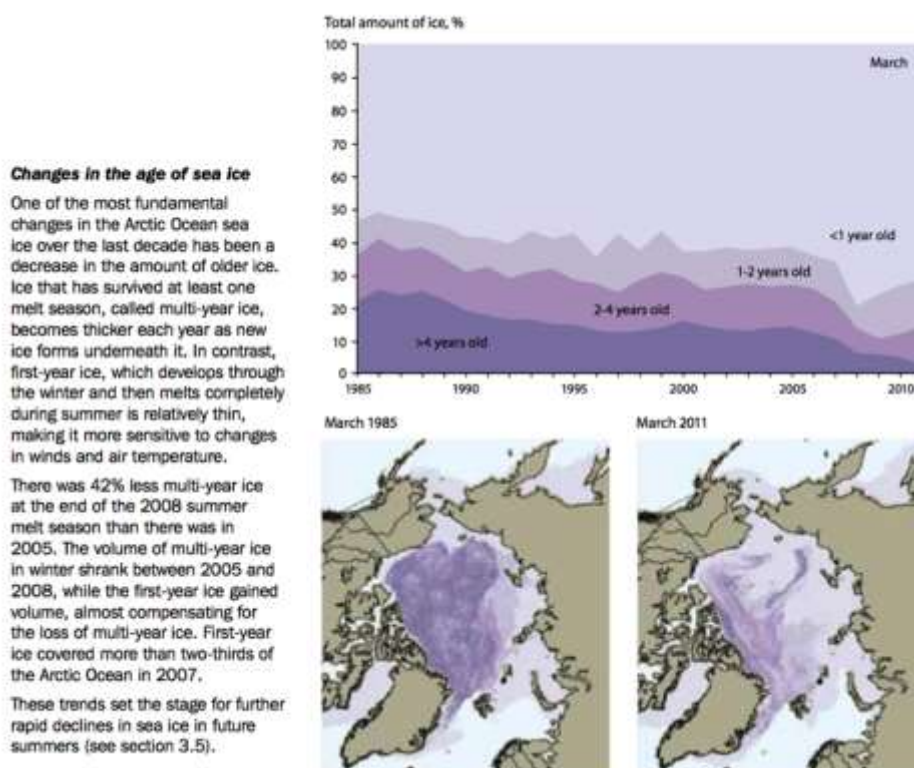 Changes in the age of sea ice
One of the most fundamental
changes in the Arctic Ocean sea
ice over the last decade has been a
decrease in the amount of older ice.
Ice that has survived at least one
melt season, called multi-year ice,
becomes thicker each year as new
ice forms underneath it. In contrast,
first-year ice, which develops through
the winter and then melts completely
during summer is relatively thin,
making it more sensitive to changes
in winds and air temperature.
There was 42% less multi-year ice
at the end of the 2008 summer
melt season than there was in
2005. The volume of multi-year ice
in winter shrank between 2005 and
2008, while the first-year ice gained
volume, almost compensating for
the loss of multi-year ice. First-year
ice covered more than two-thirds of
the Arctic Ocean in 2007.
These trends set the stage for further
rapid declines in sea ice in future
summers (see section 3.5).
Total amount of ice, %
100
March
90
80
70
60
50
<1 year old
40
1-2 years old
30
2-4 years old
20
>4 years old
10
0
1985 1990 1995 2000 2005 2010
March 1985
March 2011